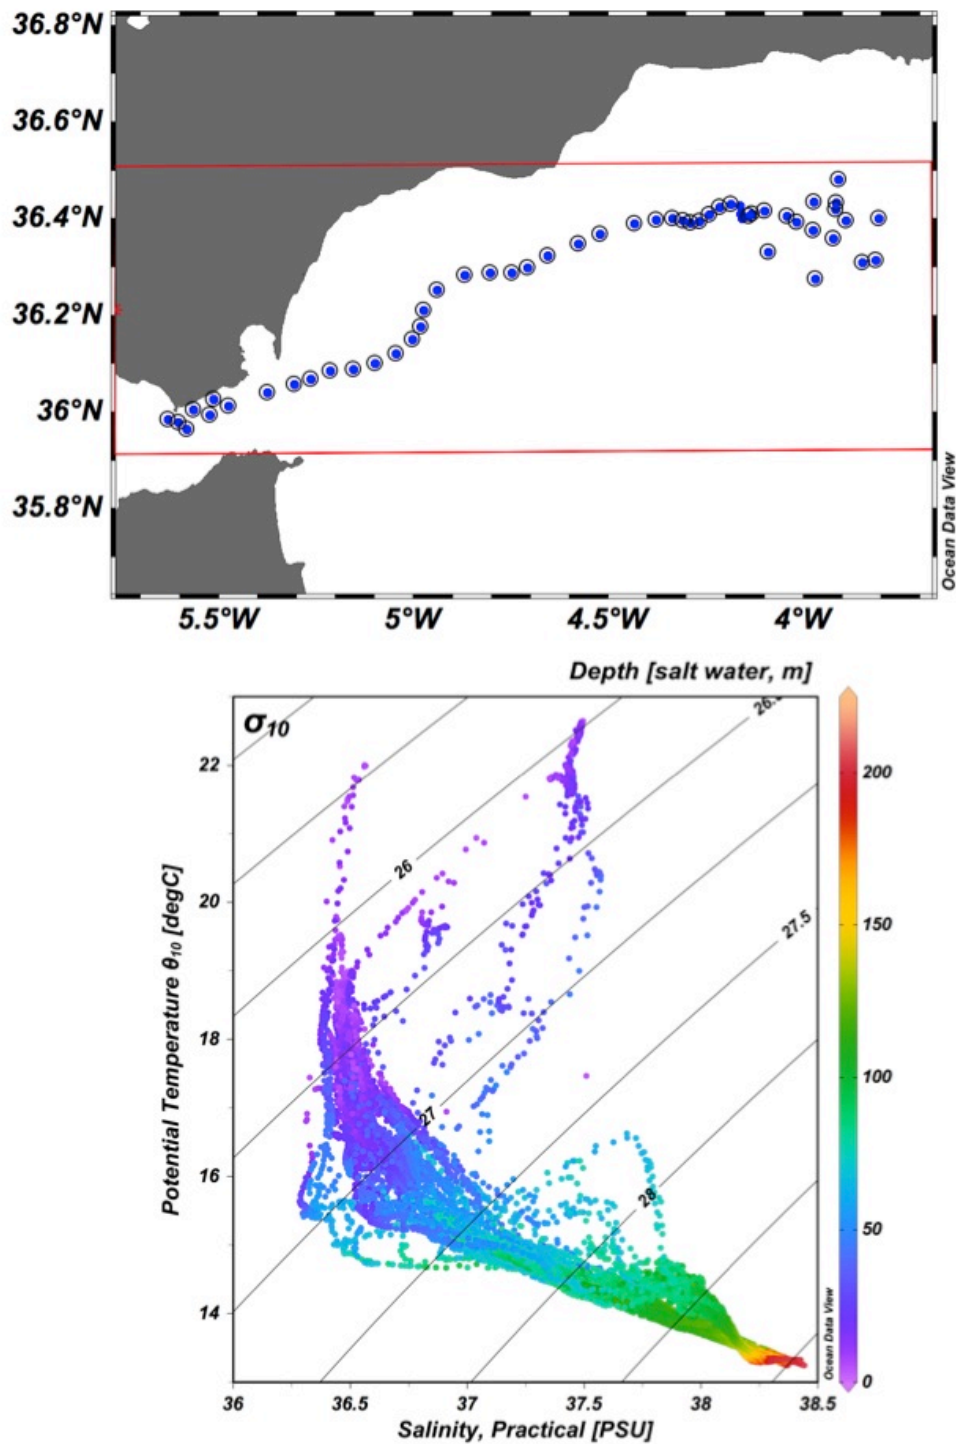 36.8°N
36.6°N
36.4°N
36.2°N
36°N
35.8°N
Ocean Data View
5.5°W 5°W 4.5°W 4°W
Depth [salt water, m]
σ10
26
27
27.5
28
22
20
18
16
14
Potential Temperature θ10 [degC]
200
150
100
50
0
Ocean Data View
36 36.5 37 37.5 38 38.5
Salinity, Practical [PSU]